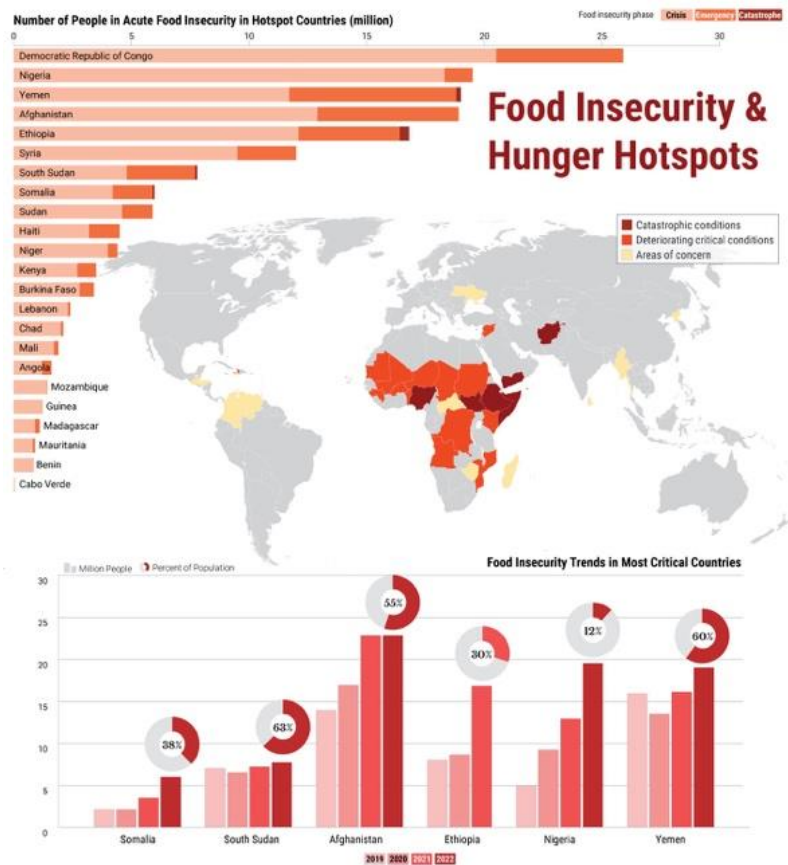 Number of People in Acute Food Insecurity in Hotspot Countries (million)
Food insecurity phase Crisis Emergency Catastrophe
0 5 10 15 20 25 30
Democratic Republic of Congo
Nigeria
Yemen
Afghanistan
Ethiopia
Syria
South Sudan
Somalia
Sudan
Haiti
Niger
Kenya
Burkina Faso
Lebanon
Chad
Mali
Angola
Mozambique
Guinea
Madagascar
Mauritania
Benin
Cabo Verde
Food Insecurity &
Hunger Hotspots
Catastrophic conditions
Deteriorating critical conditions
Areas of concern
Million People Percent of Population
Food Insecurity Trends in Most Critical Countries
30
25
20
15
10
5
0
38%
63%
55%
30%
12%
60%
Somalia South Sudan Afghanistan Ethiopia Nigeria Yemen
2019 2020 2021 2022